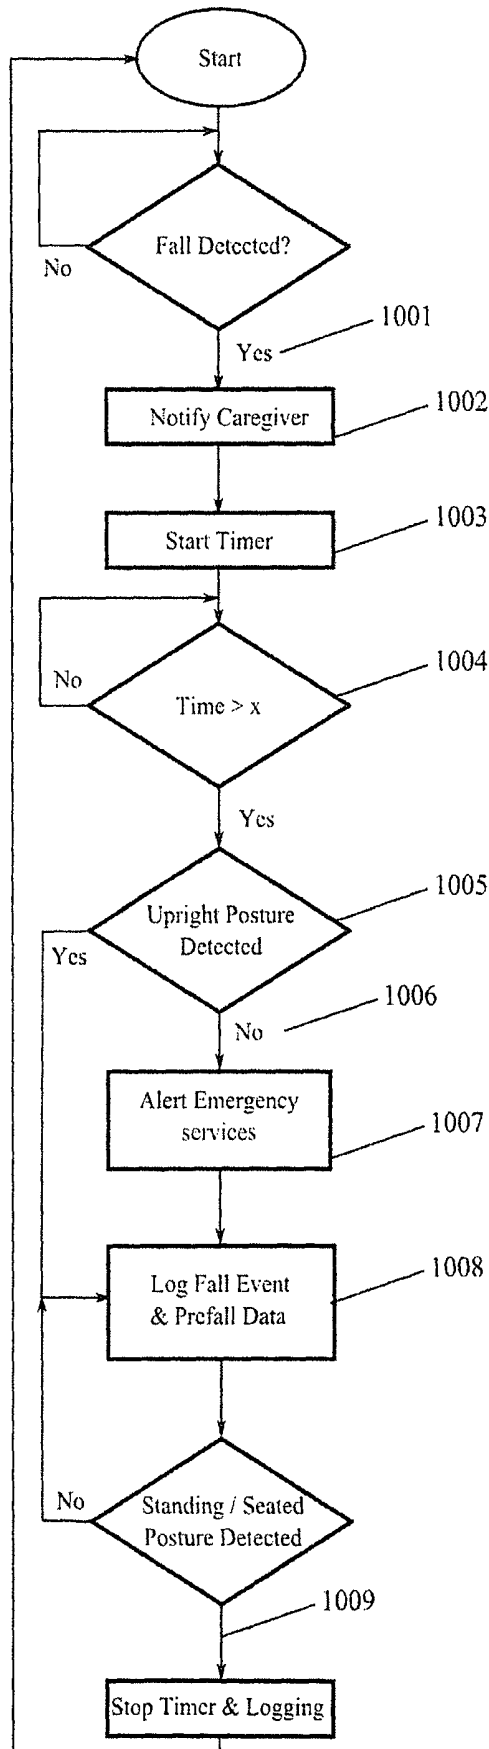 Start
Fall Detected?
No
1001
Yes
1002
Notify Caregiver
1003
Start Timer
1004
No
Time > x
Yes
1005
Upright Posture
Detected
Yes
1006
No
Alert Emergency
services
1007
1008
Log Fall Event
& Prefall Data
No
Standing / Seated
Posture Detected
1009
Stop Timer & Logging